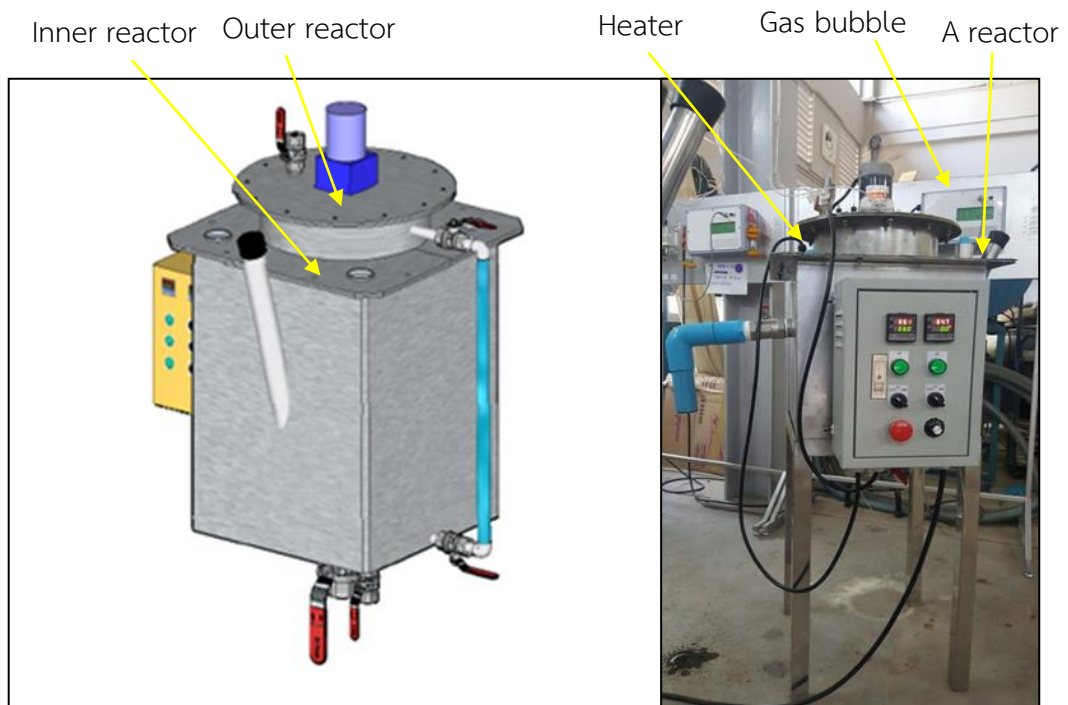 Inner reactor
Outer reactor
Heater
Gas bubble
A reactor